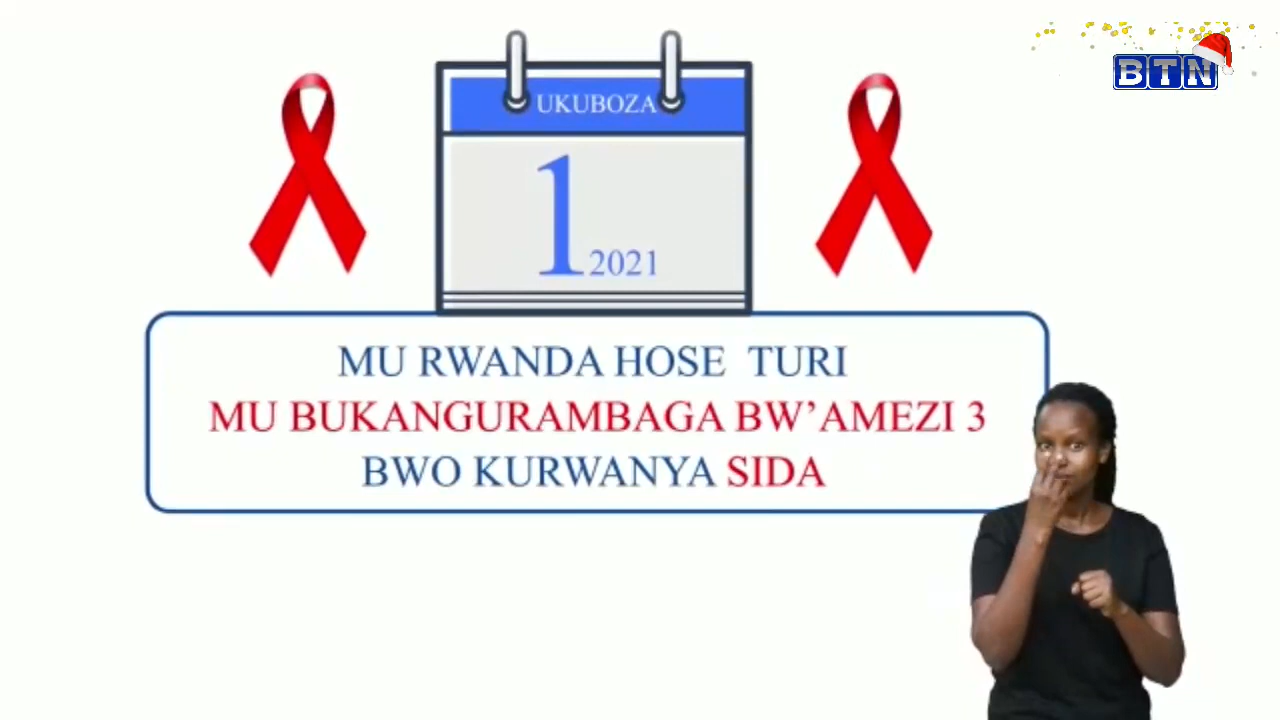 BTN
UKUBOZA
1 2021
MU RWANDA HOSE TURI
MU BUKANGURAMBAGA BW’AMEZI 3
BWO KURWANYA SIDA